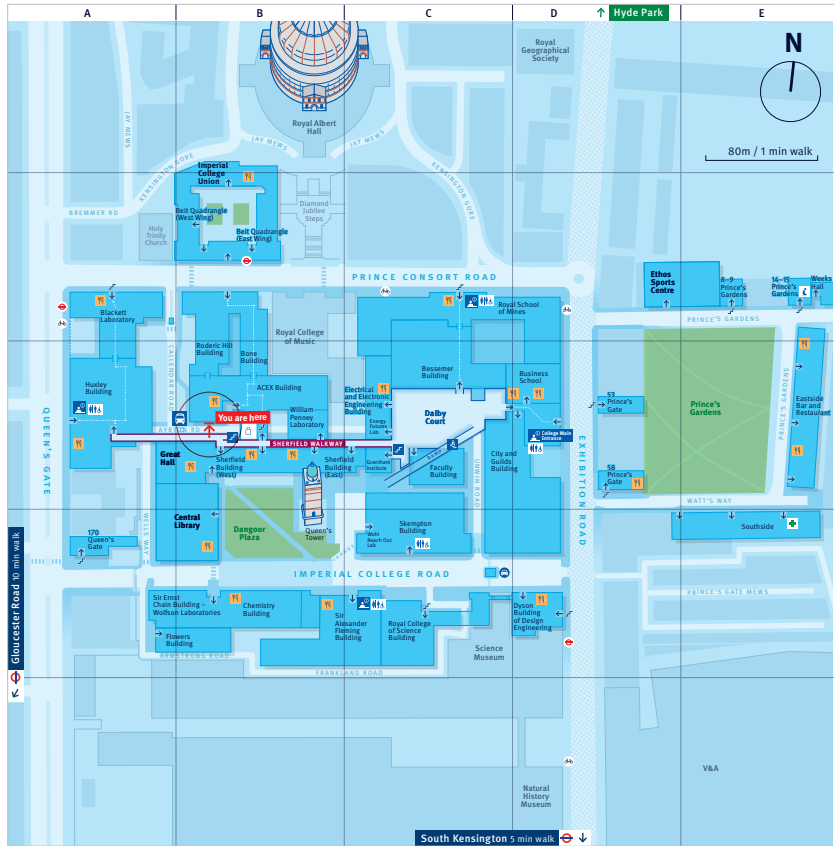 A
B
C
D
↑ Hyde Park
E
N
80m / 1 min walk
Royal
Geographical
Society
Royal Albert
Hall
JAY MEWS
JAY MEWS
JAY MEWS
KENSINGTON GORE
KENSINGTON GORE
Imperial
College
Union
Beit Quadrangle
(West Wing)
Beit Quadrangle
(East Wing)
Diamond
Jubilee
Steps
BREMNER RD
Holy
Trinity
Church
PRINCE CONSORT ROAD
Ethos
Sports
Centre
8–9
Prince's
Gardens
14–15
Prince's
Gardens
Weeks
Hall
PRINCE'S GARDENS
Blackett
Laboratory
Royal College
of Music
Royal School
of Mines
Roderic Hill
Building
Bone
Building
CALLENDAR ROAD
Bessemer
Building
Business
School
Huxley
Building
ACEX Building
Electrical
and Electronic
Engineering
Building
53
Prince's
Gate
Prince's
Gardens
PRINCE'S GARDENS
Eastside
Bar and
Restaurant
You are here
William
Penney
Laboratory
Energy
Futures
Lab
Dalby
Court
College Main
Entrance
QUEEN'S GATE
AYRTON RD
SHERFIELD WALKWAY
Great
Hall
Sherfield
Building
(West)
Sherfield
Building
(East)
Grantham
Institute
RAMP
Faculty
Building
UNWIN ROAD
City and
Guilds
Building
EXHIBITION ROAD
58
Prince's
Gate
WATT'S WAY
Central
Library
WELLS WAY
Dangoor
Plaza
Queen's
Tower
Skempton
Building
Wohl
Reach Out
Lab
Southside
170
Queen's
Gate
IMPERIAL COLLEGE ROAD
Gloucester Road 10 min walk
Sir Ernst
Chain Building –
Wolfson Laboratories
Chemistry
Building
Sir
Alexander
Fleming
Building
Royal College
of Science
Building
Dyson
Building
of Design
Engineering
PRINCE'S GATE MEWS
Flowers
Building
ARMSTRONG ROAD
FRANKLAND ROAD
Science
Museum
V&A
Natural
History
Museum
South Kensington 5 min walk